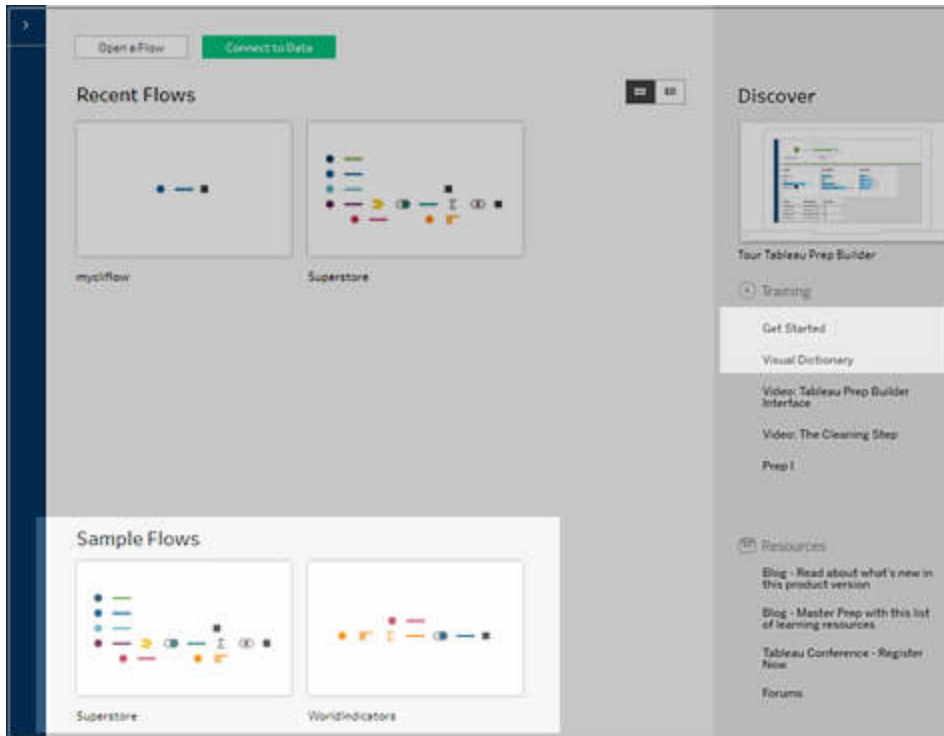 Open a Flow
Connect to Data
Recent Flows
mycliflow
Superstore
Sample Flows
Superstore
WorldIndicators
Discover
Tour Tableau Prep Builder
Training
Get Started
Visual Dictionary
Video: Tableau Prep Builder
Interface
Video: The Cleaning Step
Prep I
Resources
Blog - Read about what's new in
this product version
Blog - Master Prep with this list
of learning resources
Tableau Conference - Register
Now
Forums